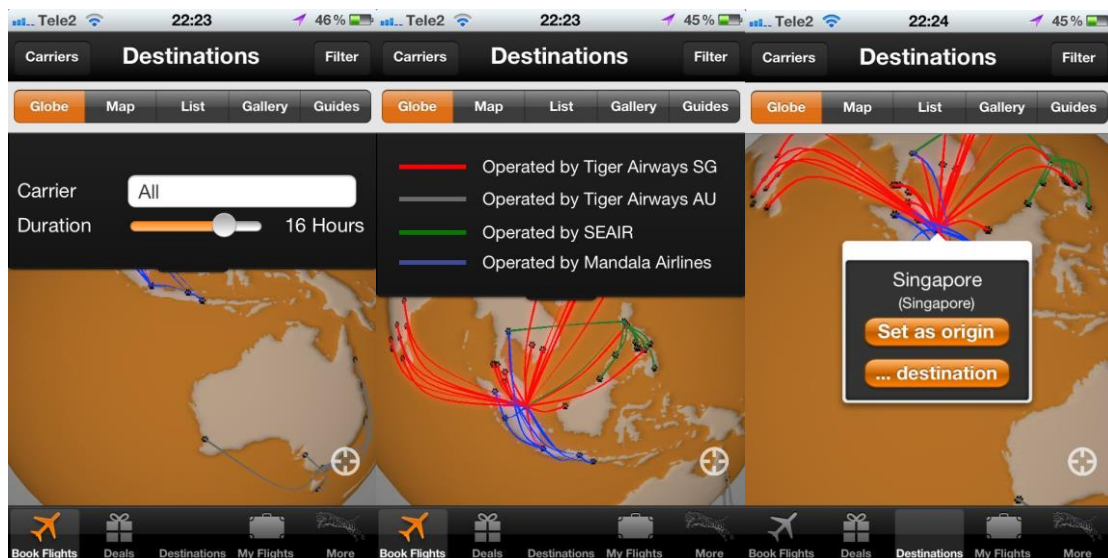 Tele2 22:23 46%
Carriers Destinations Filter
Globe Map List Gallery Guides
Carrier All
Duration 16 Hours
Book Flights Deals Destinations My Flights More
Tele2 22:23 45%
Carriers Destinations Filter
Globe Map List Gallery Guides
Operated by Tiger Airways SG
Operated by Tiger Airways AU
Operated by SEAIR
Operated by Mandala Airlines
Book Flights Deals Destinations My Flights More
Tele2 22:24 45%
Carriers Destinations Filter
Globe Map List Gallery Guides
Singapore
(Singapore)
Set as origin
... destination
Book Flights Deals Destinations My Flights More